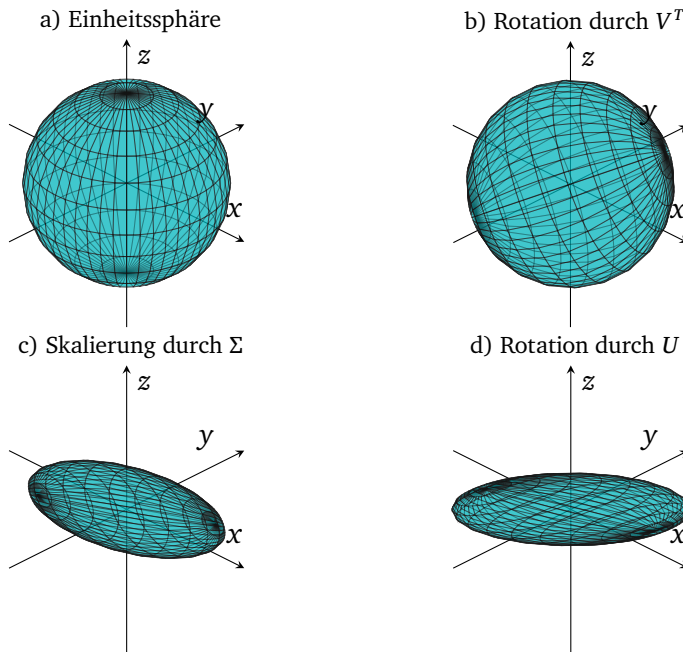 a) Einheitssphäre
z
y
x
b) Rotation durch V^T
z
y
x
c) Skalierung durch Σ
z
y
x
d) Rotation durch U
z
y
x